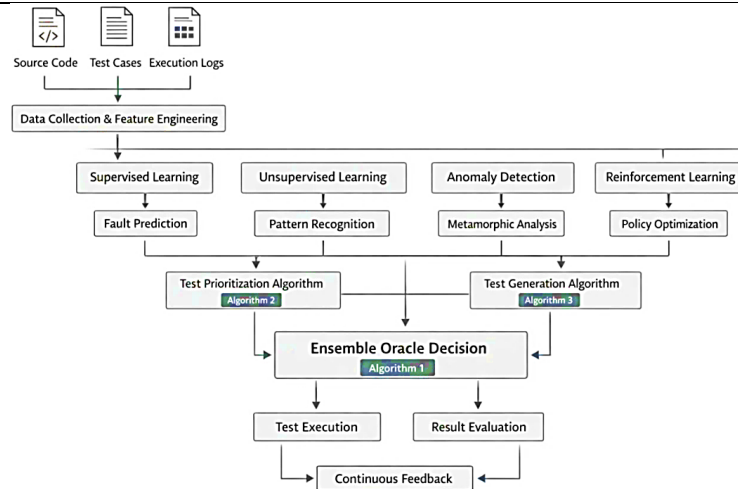 </>
Source Code Test Cases Execution Logs
Data Collection & Feature Engineering
Supervised Learning Unsupervised Learning Anomaly Detection Reinforcement Learning
Fault Prediction Pattern Recognition Metamorphic Analysis Policy Optimization
Test Prioritization Algorithm Test Generation Algorithm
Algorithm 2 Algorithm 3
Ensemble Oracle Decision
Algorithm 1
Test Execution Result Evaluation
Continuous Feedback